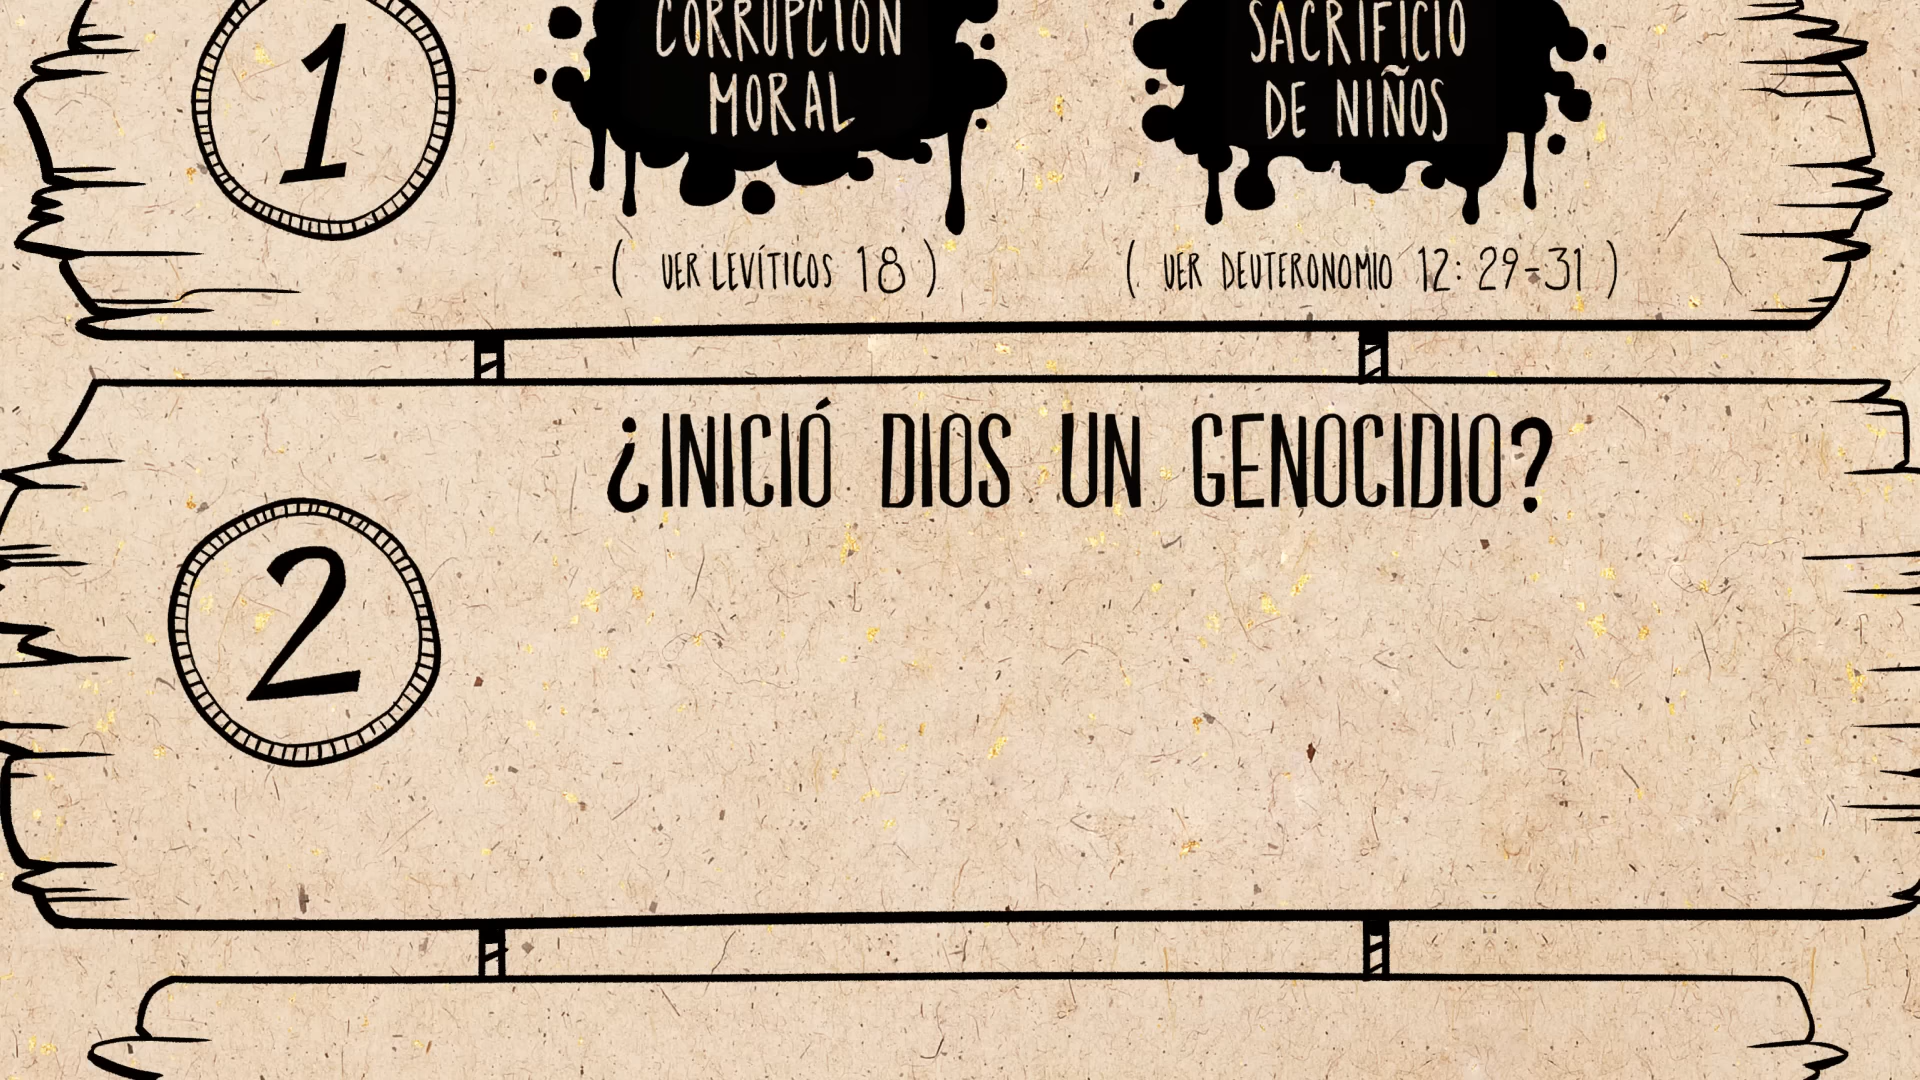 1
CORRUPCIÓN
MORAL
( VER LEVÍTICOS 18 )
SACRIFICIO
DE NIÑOS
( VER DEUTERONOMIO 12: 29-31 )
2
¿INICIÓ DIOS UN GENOCIDIO?